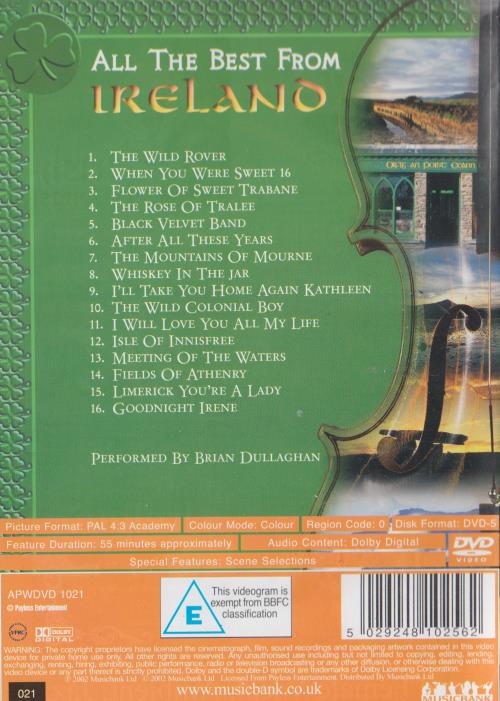 ALL THE BEST FROM
IRELAND
1. THE WILD ROVER
2. WHEN YOU WERE SWEET 16
3. FLOWER OF SWEET TRABANE
4. THE ROSE OF TRALEE
5. BLACK VELVET BAND
6. AFTER ALL THESE YEARS
7. THE MOUNTAINS OF MOURNE
8. WHISKEY IN THE JAR
9. I'LL TAKE YOU HOME AGAIN KATHLEEN
10. THE WILD COLONIAL BOY
11. I WILL LOVE YOU ALL MY LIFE
12. ISLE OF INNISFREE
13. MEETING OF THE WATERS
14. FIELDS OF ATHENRY
15. LIMERICK YOU'RE A LADY
16. GOODNIGHT IRENE
PERFORMED BY BRIAN DULLAGHAN
Picture Format: PAL 4:3 Academy Colour Mode: Colour Region Code: 0 Disk Format: DVD-5
Feature Duration: 55 minutes approximately Audio Content: Dolby Digital
Special Features: Scene Selections
DVD
VIDEO
APWDVD 1021
© Payless Entertainment
MCPS
DOLBY
DIGITAL
E
This videogram is
exempt from BBFC
classification
5 029248 102562
WARNING: The copyright proprietors have licensed the cinematograph, film, sound recordings and packaging artwork contained in this video
device for private home use only. All other rights are reserved. Any unauthorised use including but not limited to copying, editing, lending,
exchanging, renting, hiring, exhibiting, public performance, radio or television broadcasting or any other diffusion, or otherwise dealing with this
video device or any part thereof is strictly prohibited. Dolby and the double-D symbol are trademarks of Dolby Licensing Corporation.
℗ 2002 Musicbank Ltd © 2002 Musicbank Ltd Licensed From Payless Entertainment. Distributed By Musicbank Ltd
021
www.musicbank.co.uk
MUSICBANK